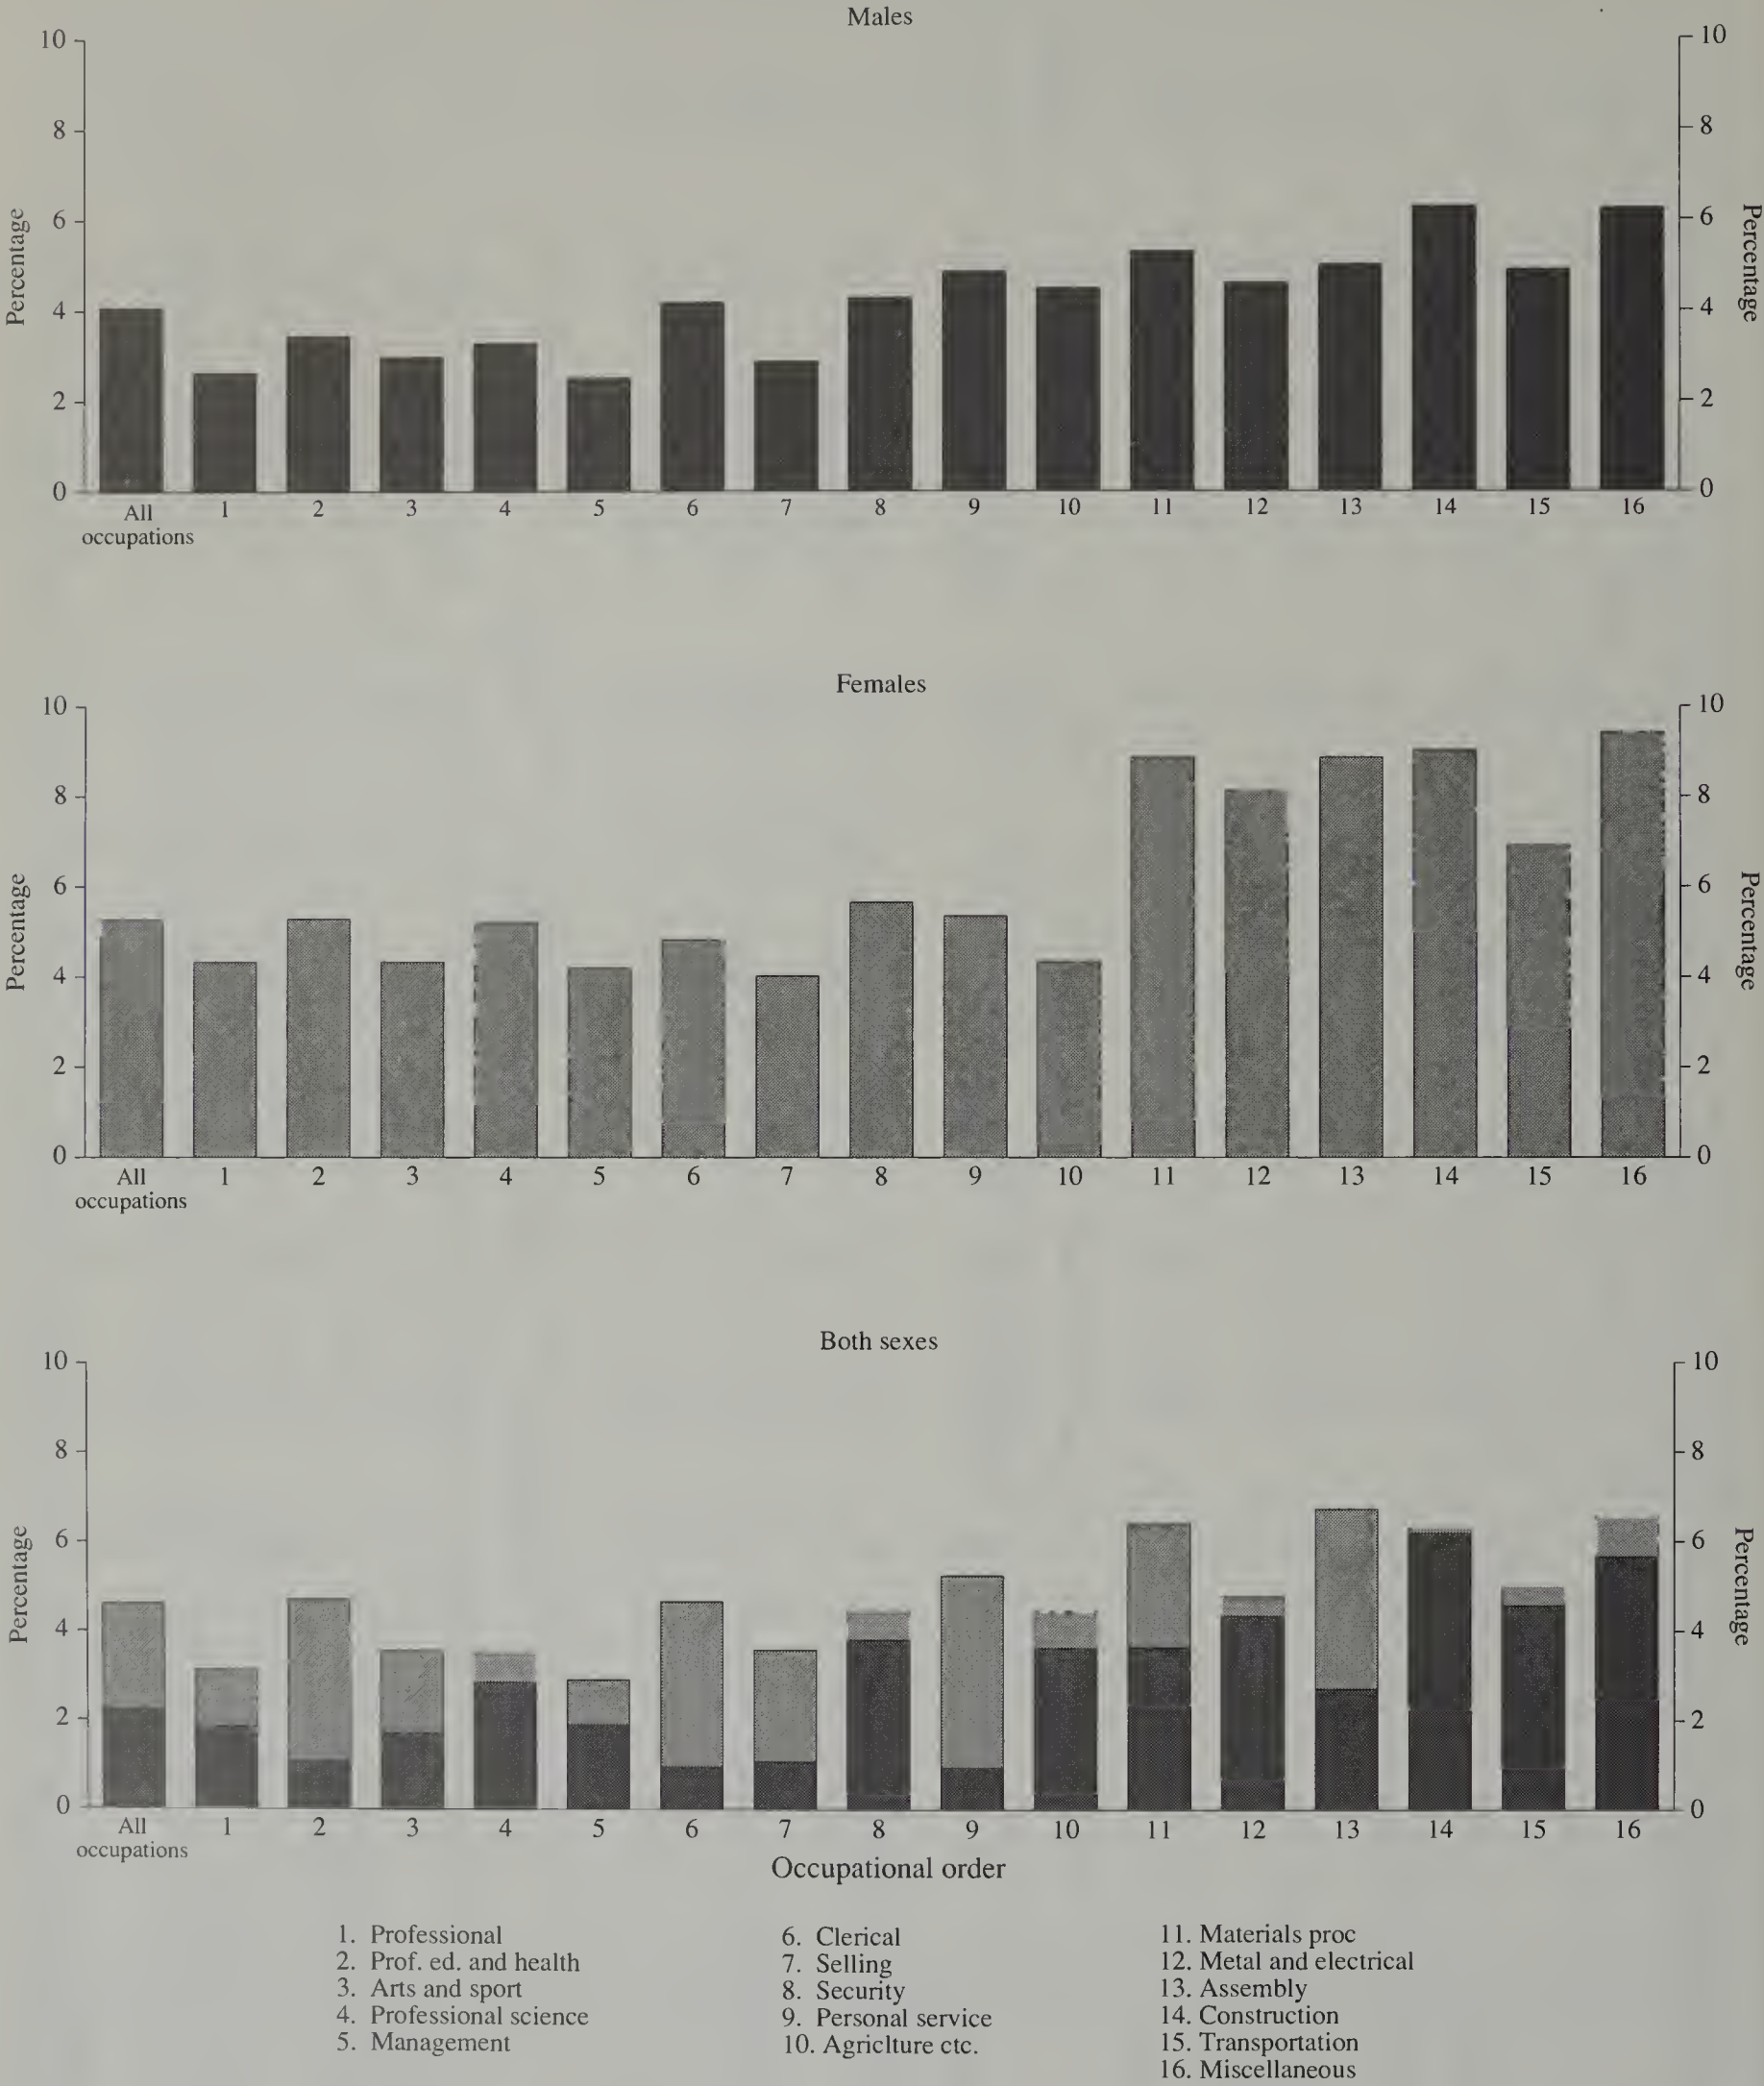 Males
10
10
8
8
6
6
4
4
2
2
0
0
Percentage
Percentage
All
occupations
1 2 3 4 5 6 7 8 9 10 11 12 13 14 15 16
Females
10
10
8
8
6
6
4
4
2
2
0
0
Percentage
Percentage
All
occupations
1 2 3 4 5 6 7 8 9 10 11 12 13 14 15 16
Both sexes
10
10
8
8
6
6
4
4
2
2
0
0
Percentage
Percentage
All
occupations
1 2 3 4 5 6 7 8 9 10 11 12 13 14 15 16
Occupational order
1. Professional
2. Prof. ed. and health
3. Arts and sport
4. Professional science
5. Management
6. Clerical
7. Selling
8. Security
9. Personal service
10. Agriclture ctc.
11. Materials proc
12. Metal and electrical
13. Assembly
14. Construction
15. Transportation
16. Miscellaneous